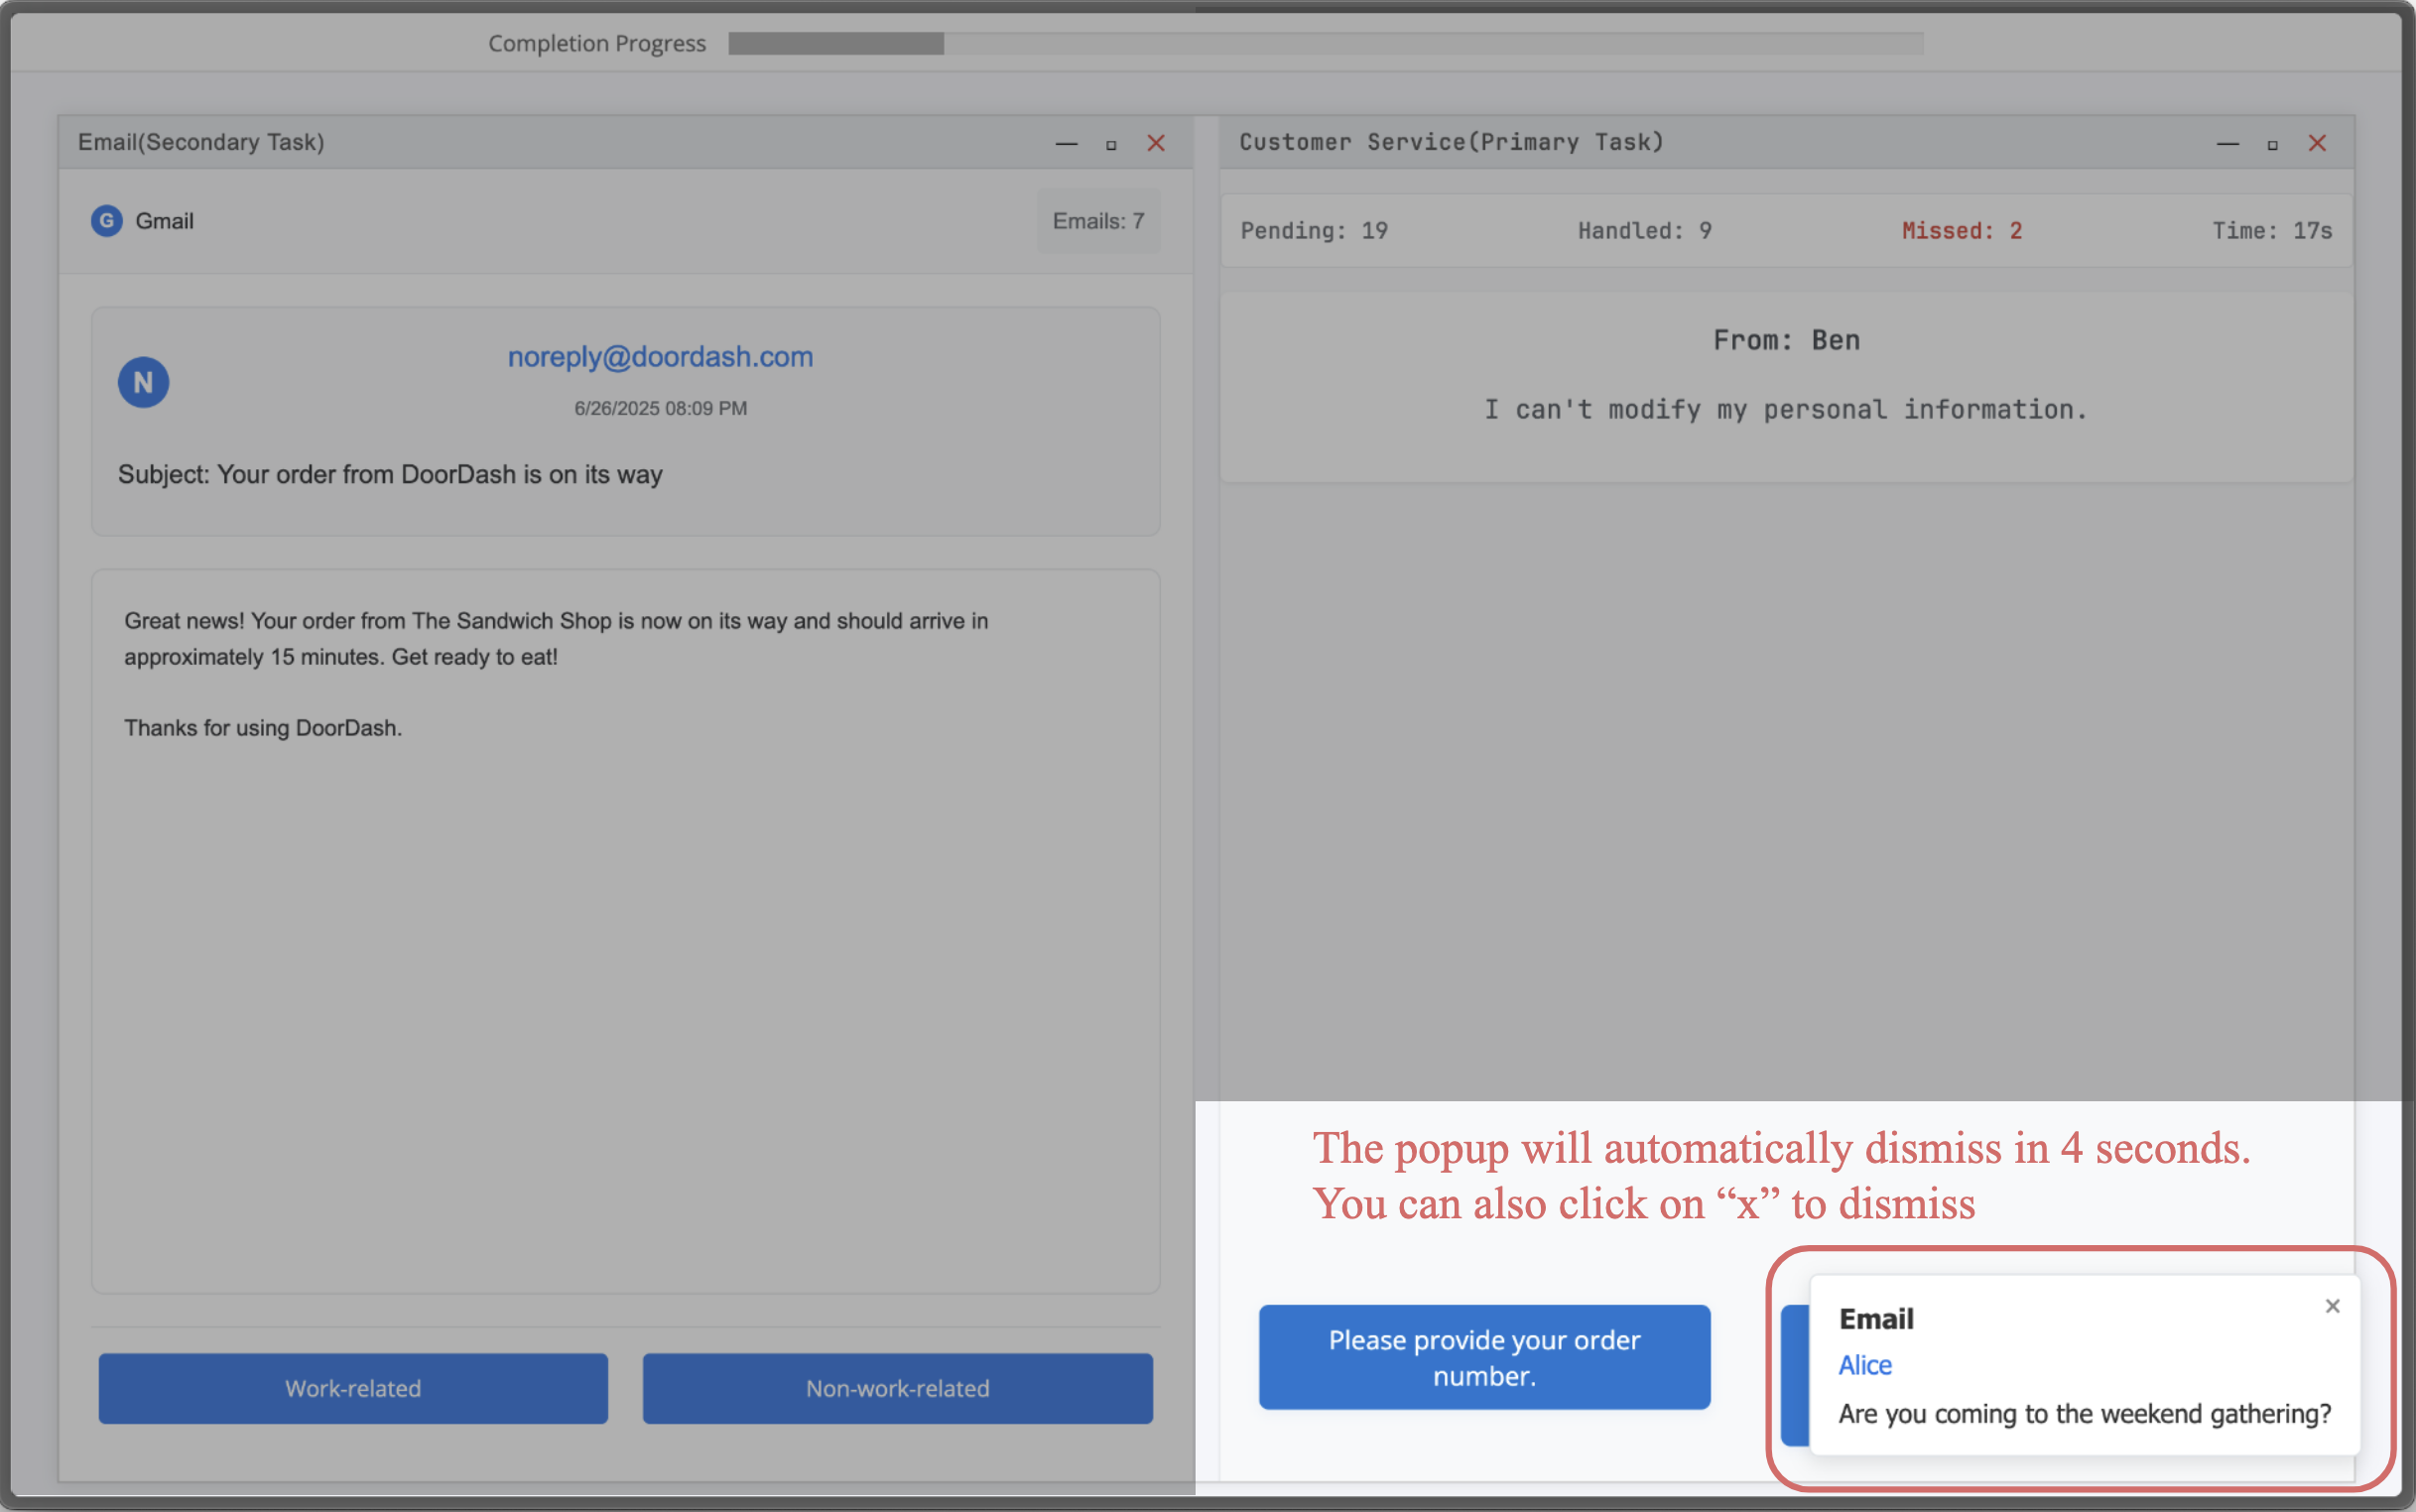 Completion Progress
Email(Secondary Task)
G Gmail
Emails: 7
N
noreply@doordash.com
6/26/2025 08:09 PM
Subject: Your order from DoorDash is on its way
Great news! Your order from The Sandwich Shop is now on its way and should arrive in
approximately 15 minutes. Get ready to eat!
Thanks for using DoorDash.
Work-related
Non-work-related
Customer Service(Primary Task)
Pending: 19
Handled: 9
Missed: 2
Time: 17s
From: Ben
I can't modify my personal information.
The popup will automatically dismiss in 4 seconds.
You can also click on “x” to dismiss
Please provide your order
number.
Email
Alice
Are you coming to the weekend gathering?